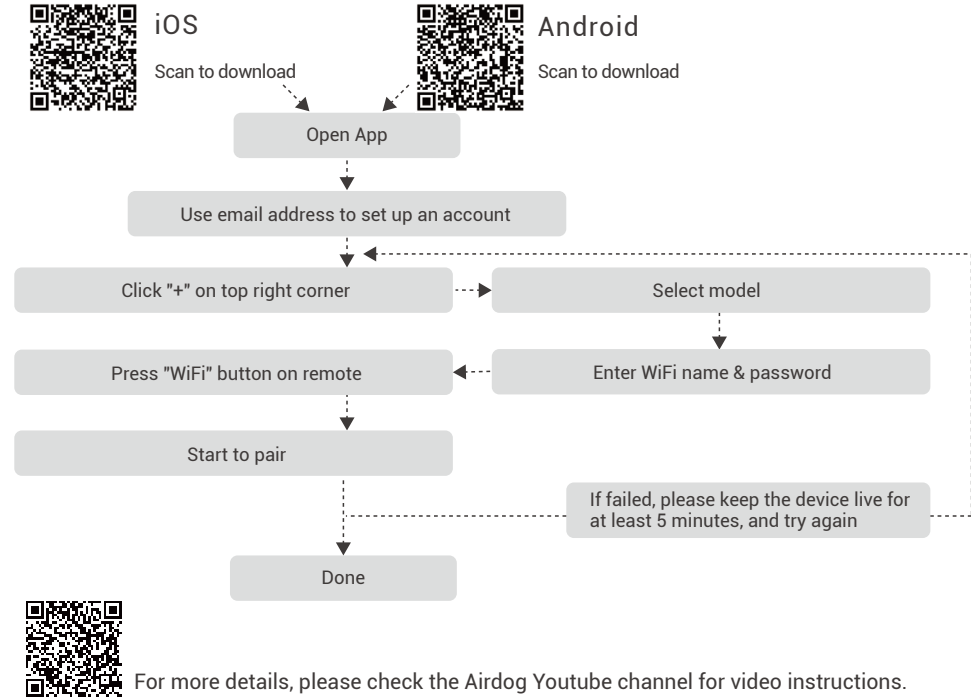 iOS
Scan to download
Android
Scan to download
Open App
Use email address to set up an account
Click "+" on top right corner
Select model
Enter WiFi name & password
Press "WiFi" button on remote
Start to pair
If failed, please keep the device live for
at least 5 minutes, and try again
Done
For more details, please check the Airdog Youtube channel for video instructions.